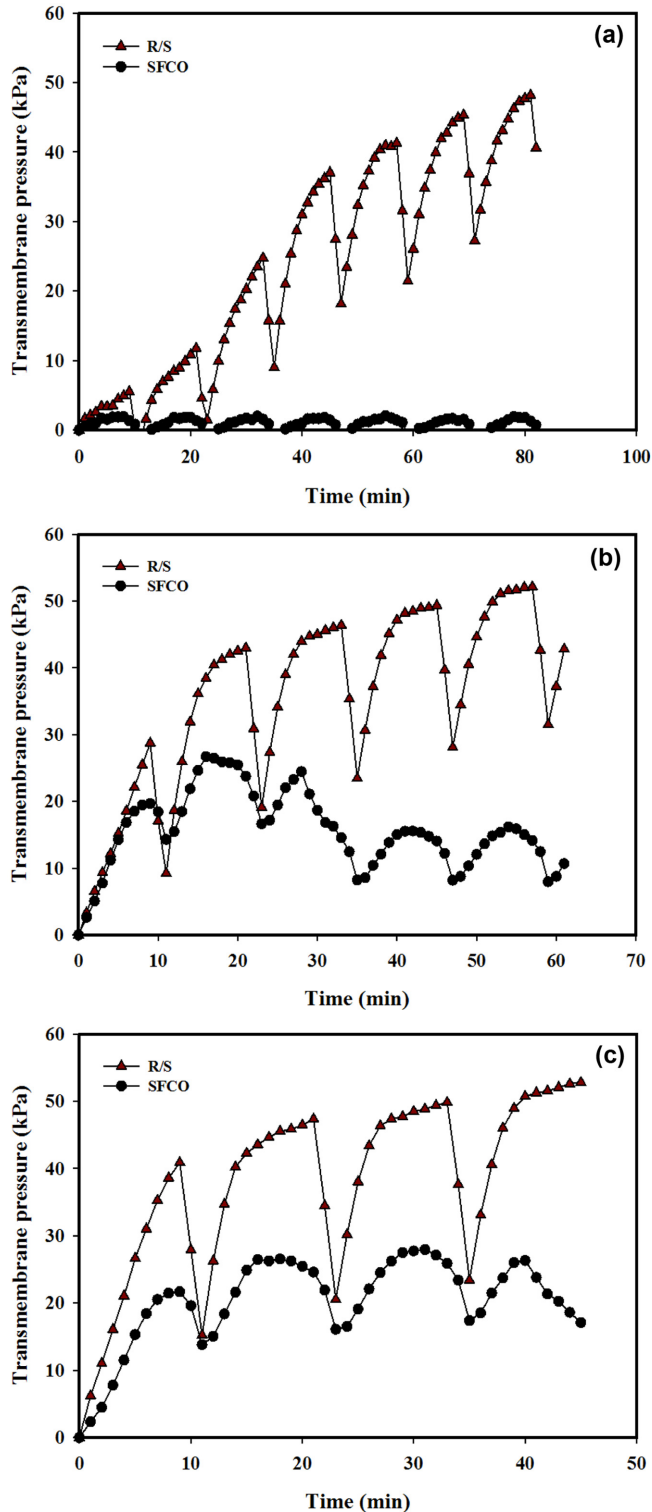 (a)
R/S
SFCO
Transmembrane pressure (kPa)
60
50
40
30
20
10
0
0 20 40 60 80 100
Time (min)
(b)
R/S
SFCO
Transmembrane pressure (kPa)
60
50
40
30
20
10
0
0 10 20 30 40 50 60 70
Time (min)
(c)
R/S
SFCO
Transmembrane pressure (kPa)
60
50
40
30
20
10
0
0 10 20 30 40 50
Time (min)